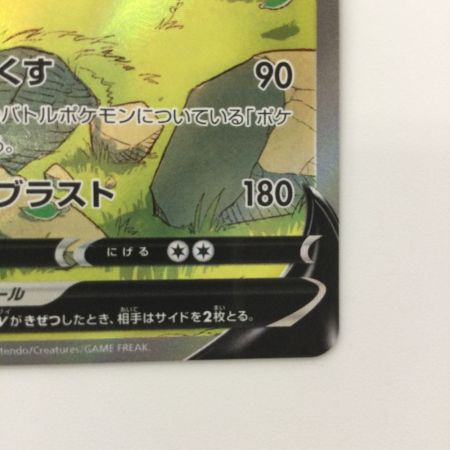 くす 90
バトルポケモンについている「ポケ
る。
ブラスト 180
にげる
ール
Vがきぜつしたとき、相手はサイドを2枚とる。
ntendo/Creatures/GAME FREAK.